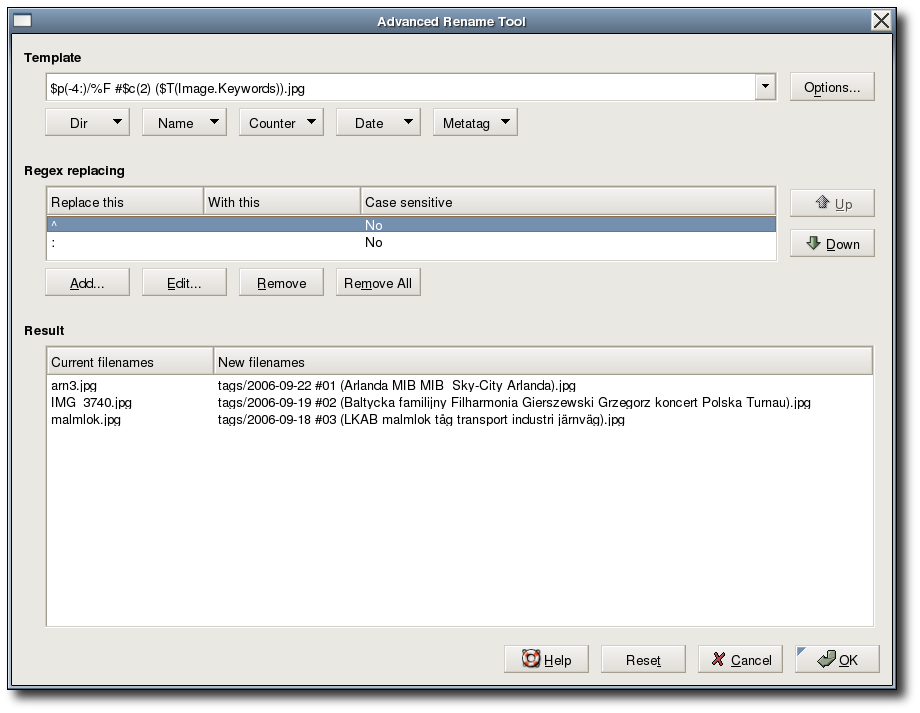 Advanced Rename Tool
Template
$p(-4:)/%F #$c(2) ($T(Image.Keywords)).jpg
Options...
Dir Name Counter Date Metatag
Regex replacing
Replace this With this Case sensitive
Up
^ No
: No
Down
Add... Edit... Remove Remove All
Result
Current filenames New filenames
arn3.jpg tags/2006-09-22 #01 (Arlanda MIB MIB  Sky-City Arlanda).jpg
IMG_3740.jpg tags/2006-09-19 #02 (Baltycka familijny Filharmonia Gierszewski Grzegorz koncert Polska Turnau).jpg
malmlok.jpg tags/2006-09-18 #03 (LKAB malmlok tåg transport industri järnväg).jpg
Help Reset Cancel OK